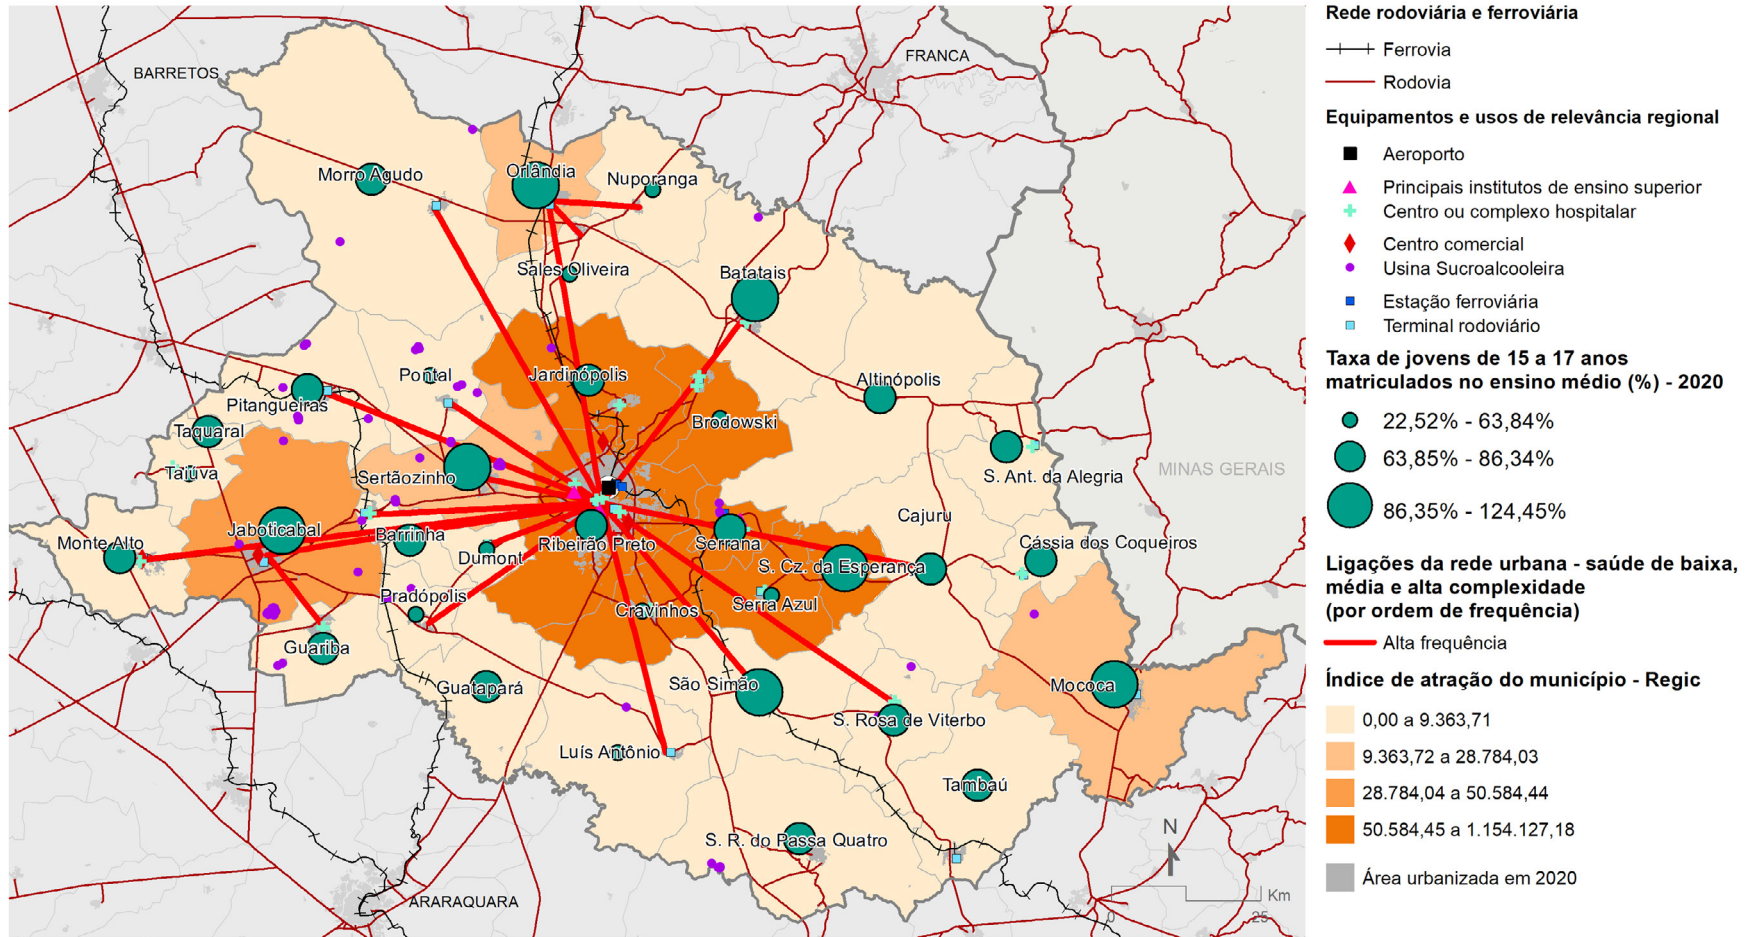 BARRETOS
FRANCA
Morro Agudo
Orlândia
Nuporanga
Sales Oliveira
Batatais
Pontal
Jardinópolis
Altinópolis
Pitangueiras
Brodowski
Taquaral
Taiúva
Sertãozinho
S. Ant. da Alegria
MINAS GERAIS
Cajuru
Jaboticabal
Barrinha
Monte Alto
Dumont
Ribeirão Preto
Serrana
Cássia dos Coqueiros
S. Cz. da Esperança
Pradópolis
Cravinhos
Serra Azul
Guariba
Guatapará
São Simão
Mococa
S. Rosa de Viterbo
Luís Antônio
Tambaú
S. R. do Passa Quatro
ARARAQUARA
N
Km
0
25
Rede rodoviária e ferroviária
Ferrovia
Rodovia
Equipamentos e usos de relevância regional
Aeroporto
Principais institutos de ensino superior
Centro ou complexo hospitalar
Centro comercial
Usina Sucroalcooleira
Estação ferroviária
Terminal rodoviário
Taxa de jovens de 15 a 17 anos
matriculados no ensino médio (%) - 2020
22,52% - 63,84%
63,85% - 86,34%
86,35% - 124,45%
Ligações da rede urbana - saúde de baixa,
média e alta complexidade
(por ordem de frequência)
Alta frequência
Índice de atração do município - Regic
0,00 a 9.363,71
9.363,72 a 28.784,03
28.784,04 a 50.584,44
50.584,45 a 1.154.127,18
Área urbanizada em 2020